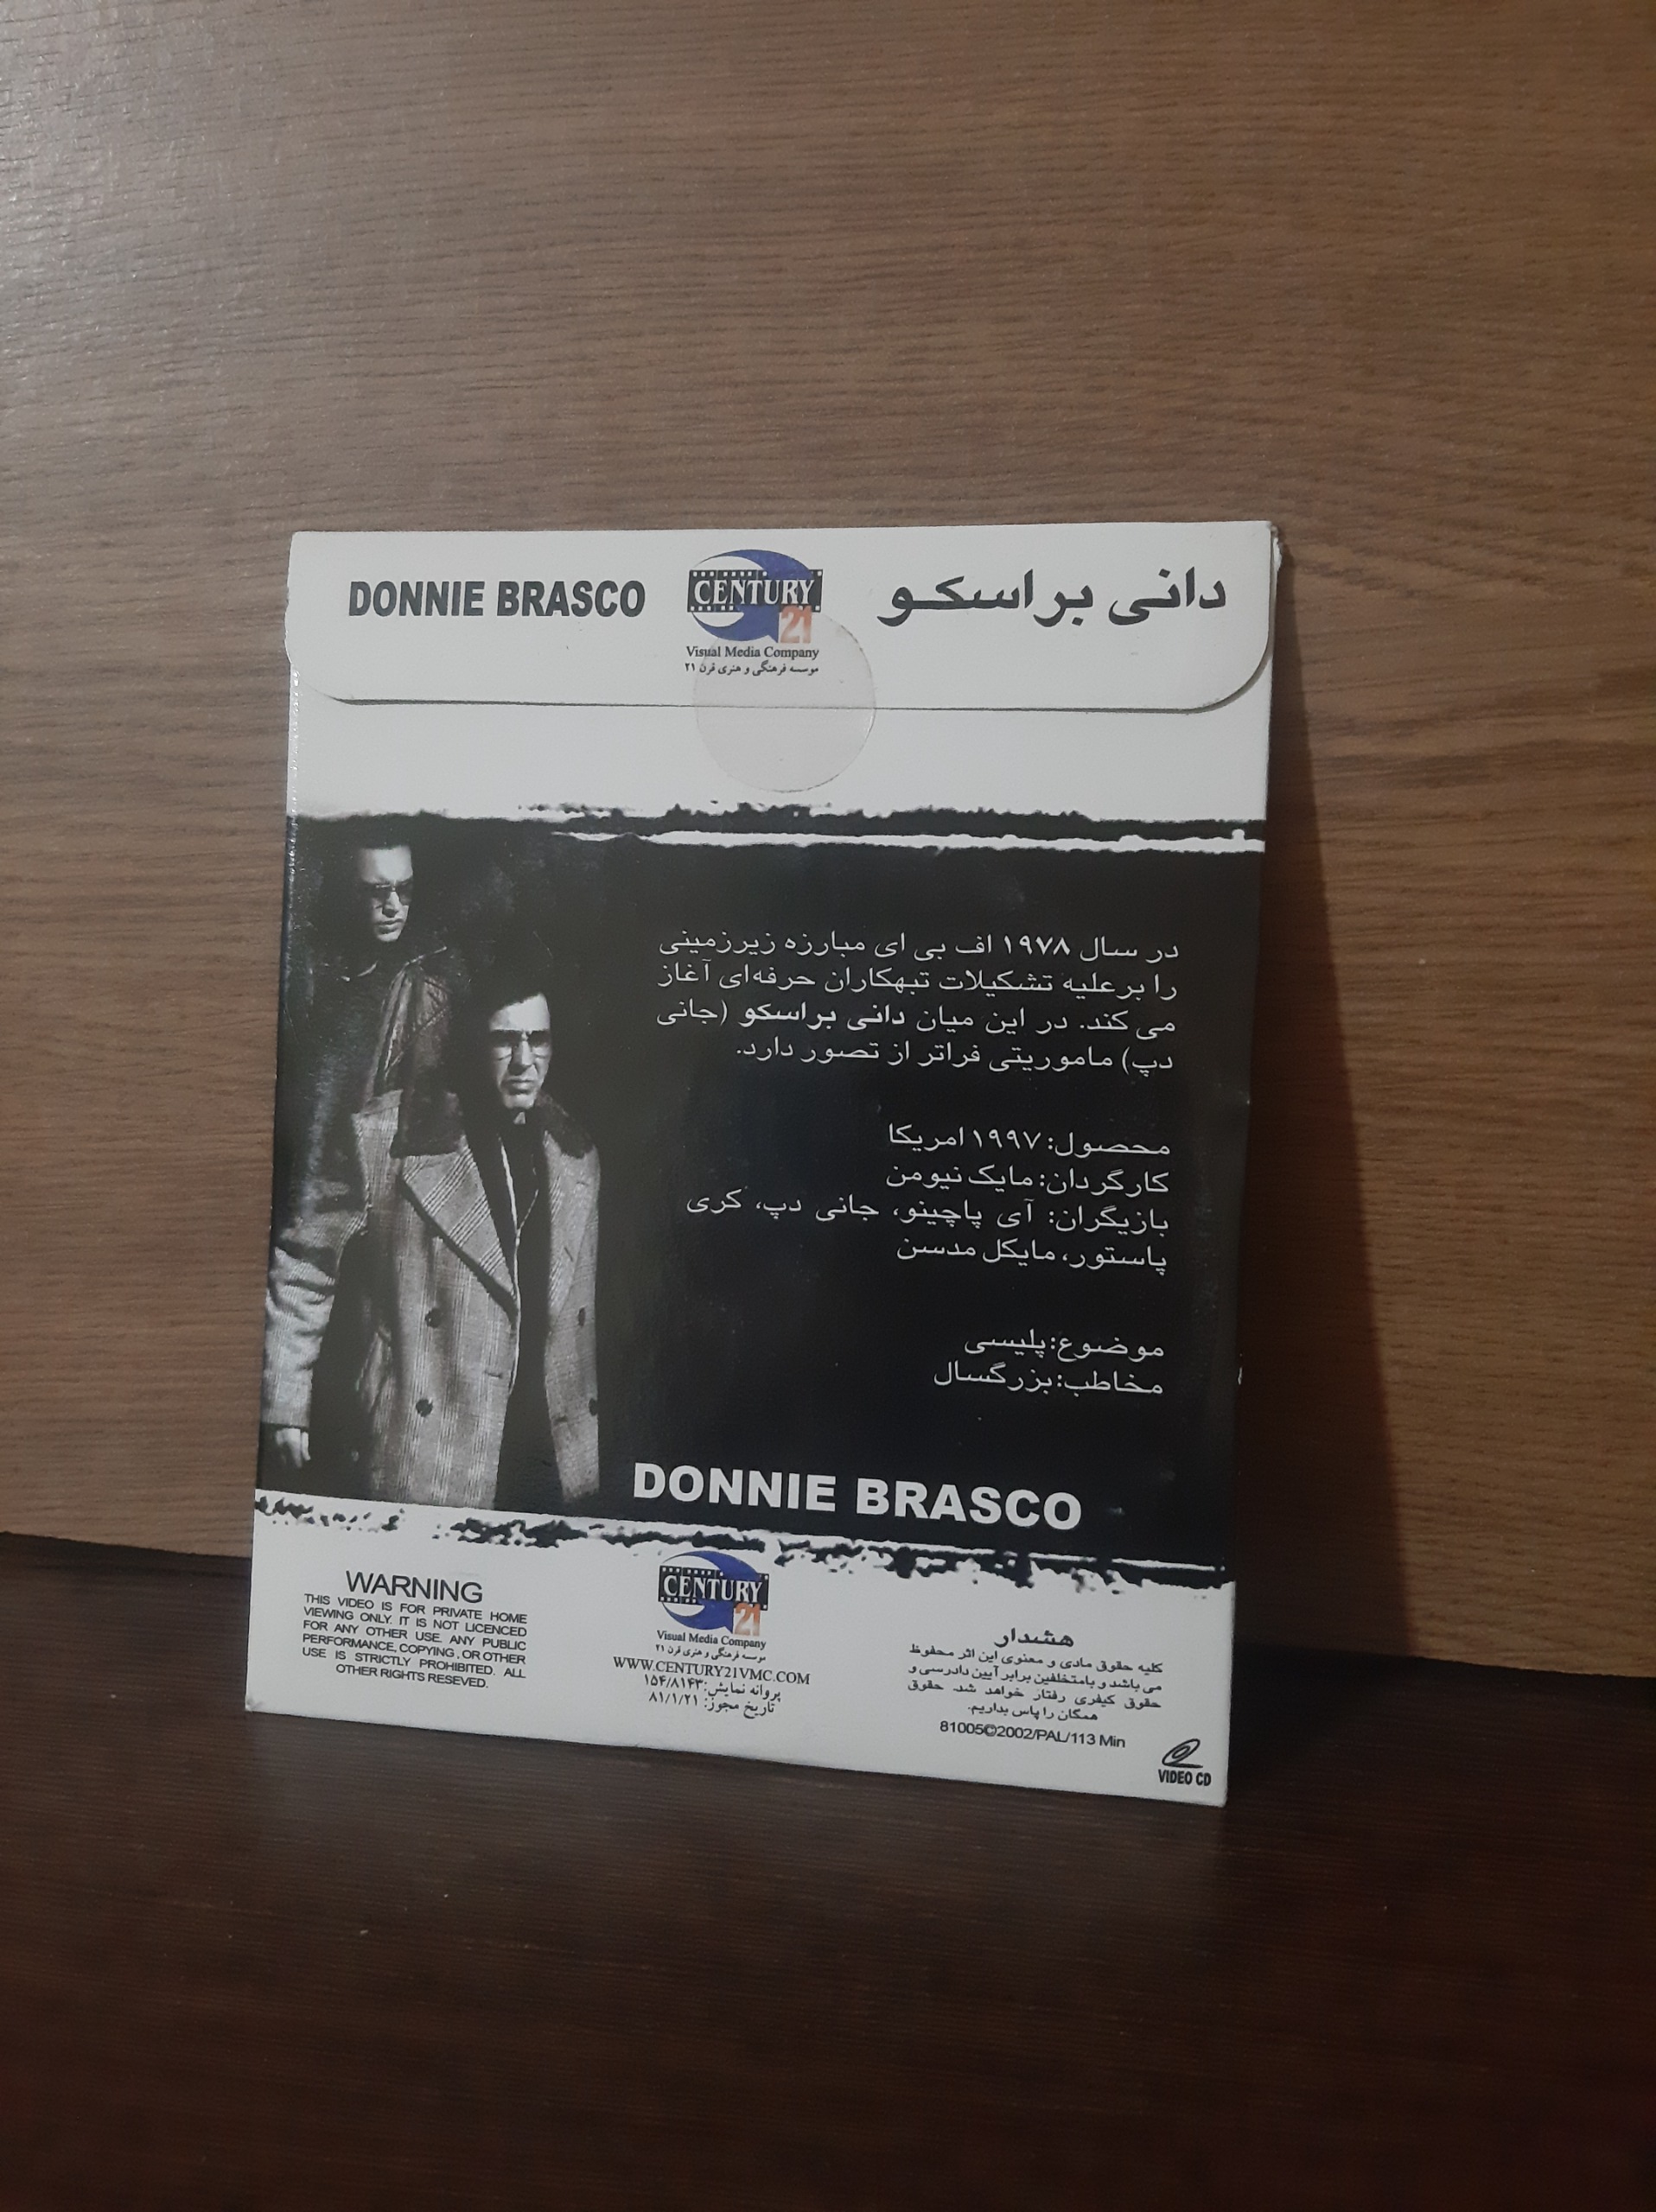 DONNIE BRASCO
CENTURY
21
Visual Media Company
موسسه فرهنگی و هنری قرن ۲۱
دانی براسکو
در سال ۱۹۷۸ اف بی ای مبارزه زیرزمینی
را بر علیه تشکیلات تبهکاران حرفه‌ای آغاز
می کند. در این میان دانی براسکو (جانی
دپ) ماموریتی فراتر از تصور دارد.
محصول: ۱۹۹۷ امریکا
کارگردان: مایک نیومن
بازیگران: آی پاچینو، جانی دپ، کری
پاستور، مایکل مدسن
موضوع: پلیسی
مخاطب: بزرگسال
DONNIE BRASCO
WARNING
THIS VIDEO IS FOR PRIVATE HOME
VIEWING ONLY. IT IS NOT LICENCED
FOR ANY OTHER USE. ANY PUBLIC
PERFORMANCE, COPYING, OR OTHER
USE IS STRICTLY PROHIBITED. ALL
OTHER RIGHTS RESEVED.
CENTURY
21
Visual Media Company
موسسه فرهنگی و هنری قرن ۲۱
WWW.CENTURY21VMC.COM
پروانه نمایش: ۱۵۴/۸۱۴۳
تاریخ مجوز: ۸۱/۱/۲۱
هشدار
کلیه حقوق مادی و معنوی این اثر محفوظ
می باشد و بامتخلفین برابر آیین دادرسی و
حقوق کیفری رفتار خواهد شد. حقوق
همگان را پاس بداریم.
81005©2002/PAL/113 Min
VIDEO CD